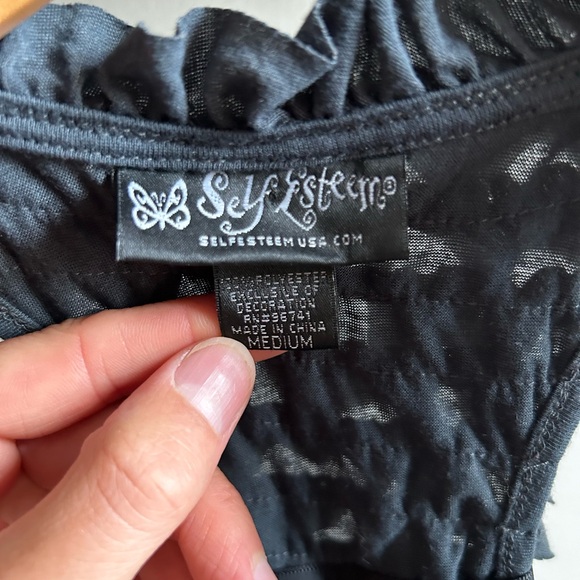 Self Esteem®
SELFESTEEMUSA.COM
100% POLYESTER
EXCLUSIVE OF
DECORATION
RN#96741
MADE IN CHINA
MEDIUM